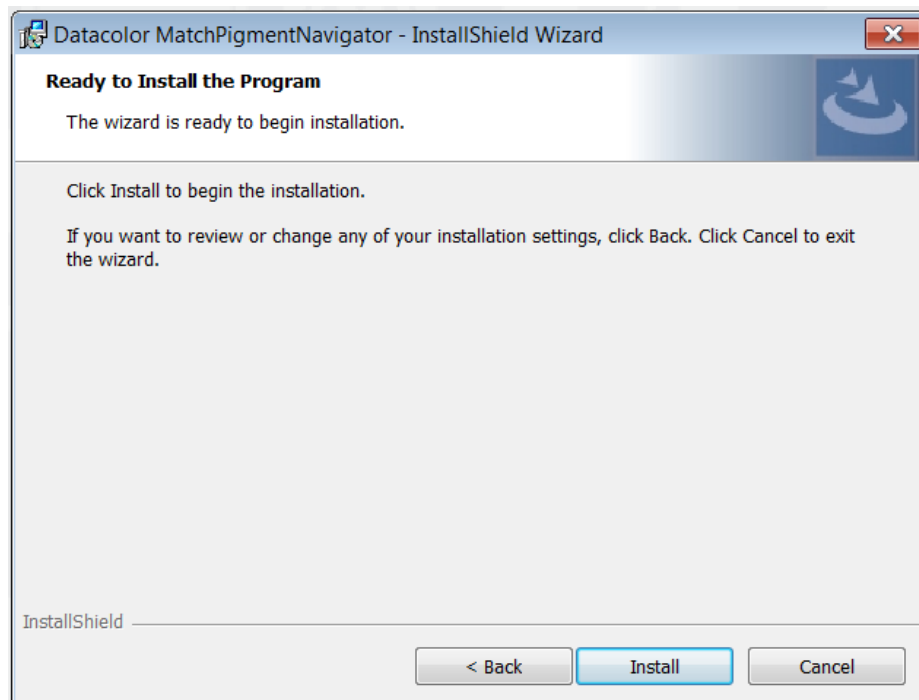 Datacolor MatchPigmentNavigator - InstallShield Wizard
Ready to Install the Program
The wizard is ready to begin installation.
Click Install to begin the installation.
If you want to review or change any of your installation settings, click Back. Click Cancel to exit
the wizard.
InstallShield
< Back
Install
Cancel